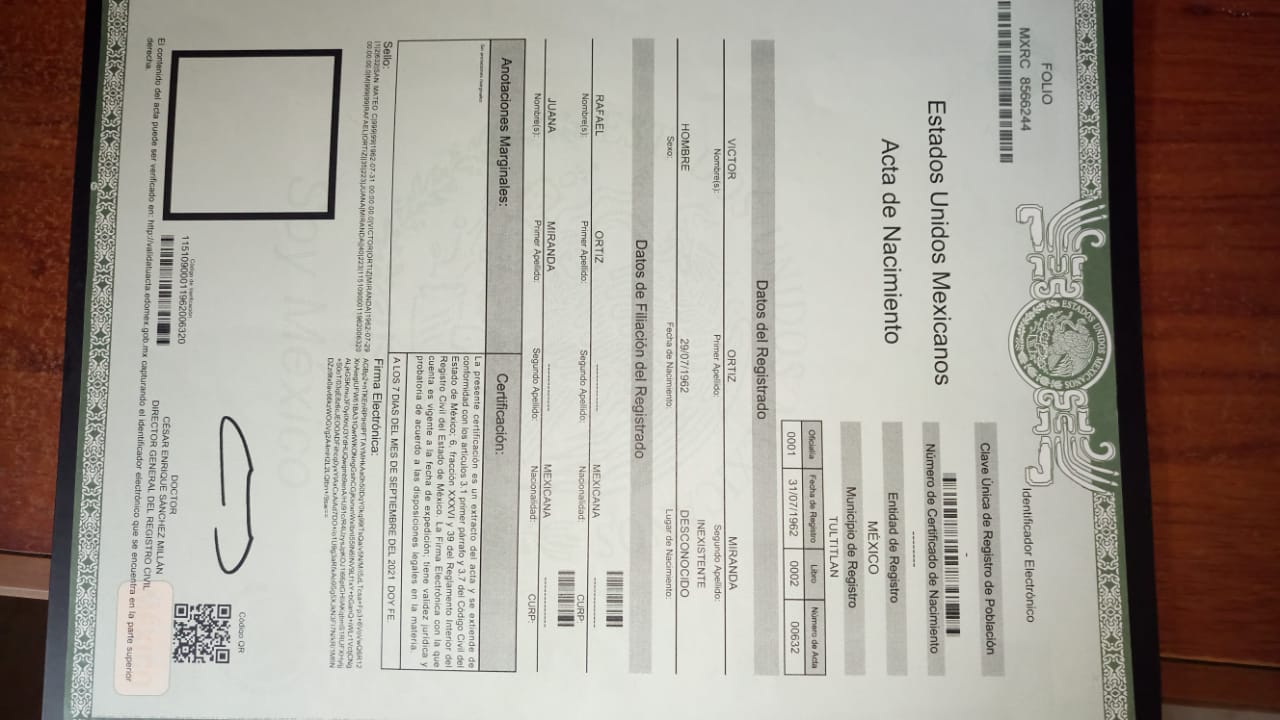 FOLIO
MXRC 8566244
ESTADOS UNIDOS MEXICANOS
Identificador Electrónico
Estados Unidos Mexicanos
Acta de Nacimiento
Clave Única de Registro de Población
-
Número de Certificado de Nacimiento
----------
Entidad de Registro
MÉXICO
Municipio de Registro
TULTITLAN
Oficialía Fecha de Registro Libro Número de Acta
0001 31/07/1962 0002 00632
Datos del Registrado
VICTOR ORTIZ MIRANDA
Nombre(s): Primer Apellido: Segundo Apellido:
HOMBRE 29/07/1962 INEXISTENTE DESCONOCIDO
Sexo: Fecha de Nacimiento: Lugar de Nacimiento:
Datos de Filiación del Registrado
RAFAEL ORTIZ ---------- MEXICANA
Nombre(s): Primer Apellido: Segundo Apellido: Nacionalidad: CURP:
JUANA MIRANDA ---------- MEXICANA ----------
Nombre(s): Primer Apellido: Segundo Apellido: Nacionalidad: CURP:
Anotaciones Marginales:
Sin anotaciones marginales
Certificación:
La presente certificación es un extracto del acta y se extiende de
conformidad con los artículos 3.1 primer párrafo y 3.7 del Código Civil del
Estado de México; 6, fracción XXXVI y 39 del Reglamento Interior del
Registro Civil del Estado de México. La Firma Electrónica con la que
cuenta es vigente a la fecha de expedición; tiene validez jurídica y
probatoria de acuerdo a las disposiciones legales en la materia.
A LOS 7 DIAS DEL MES DE SEPTIEMBRE DEL 2021 DOY FE.
Sello:
Firma Electrónica:
Código QR
Código de Verificación
11510900011962006320
DOCTOR
CÉSAR ENRIQUE SÁNCHEZ MILLÁN
DIRECTOR GENERAL DEL REGISTRO CIVIL
El contenido del acta puede ser verificado en: http://validatuacta.edomex.gob.mx capturando el identificador electrónico que se encuentra en la parte superior
derecha.
Soy México